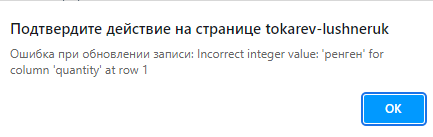 Подтвердите действие на странице tokarev-lushneruk
Ошибка при обновлении записи: Incorrect integer value: 'ренген' for
column 'quantity' at row 1
ОК